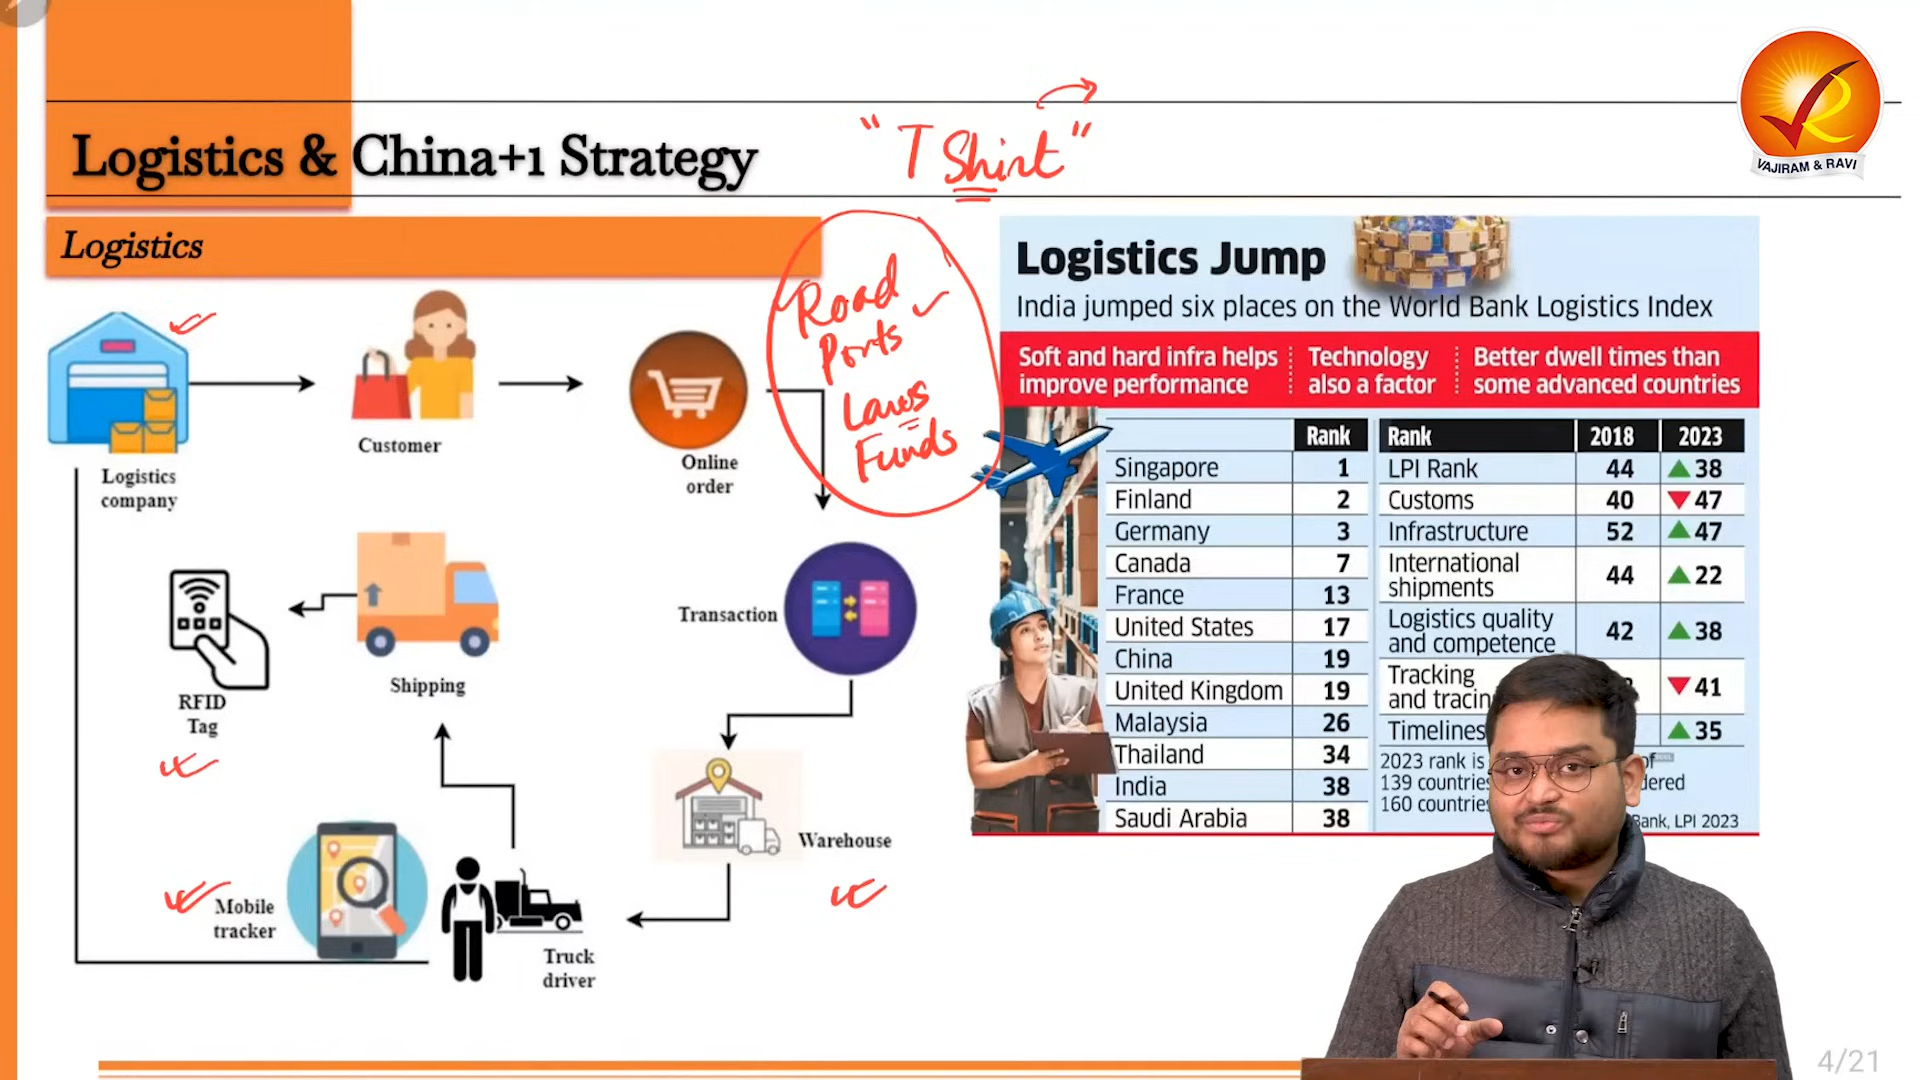 Logistics & China+1 Strategy
"T Shirt"
VAJIRAM & RAVI
Logistics
Road
Ports
Laws
Funds
Logistics
company
Customer
Online
order
Transaction
Shipping
RFID
Tag
Warehouse
Mobile
tracker
Truck
driver
Logistics Jump
India jumped six places on the World Bank Logistics Index
Soft and hard infra helps
improve performance
Technology
also a factor
Better dwell times than
some advanced countries
Rank
Singapore 1
Finland 2
Germany 3
Canada 7
France 13
United States 17
China 19
United Kingdom 19
Malaysia 26
Thailand 34
India 38
Saudi Arabia 38
Rank 2018 2023
LPI Rank 44 38
Customs 40 47
Infrastructure 52 47
International
shipments 44 22
Logistics quality
and competence 42 38
Tracking
and 41
Timelines 35
2023 rank is
139 countries
160 countries
Bank, LPI 2023
4/21